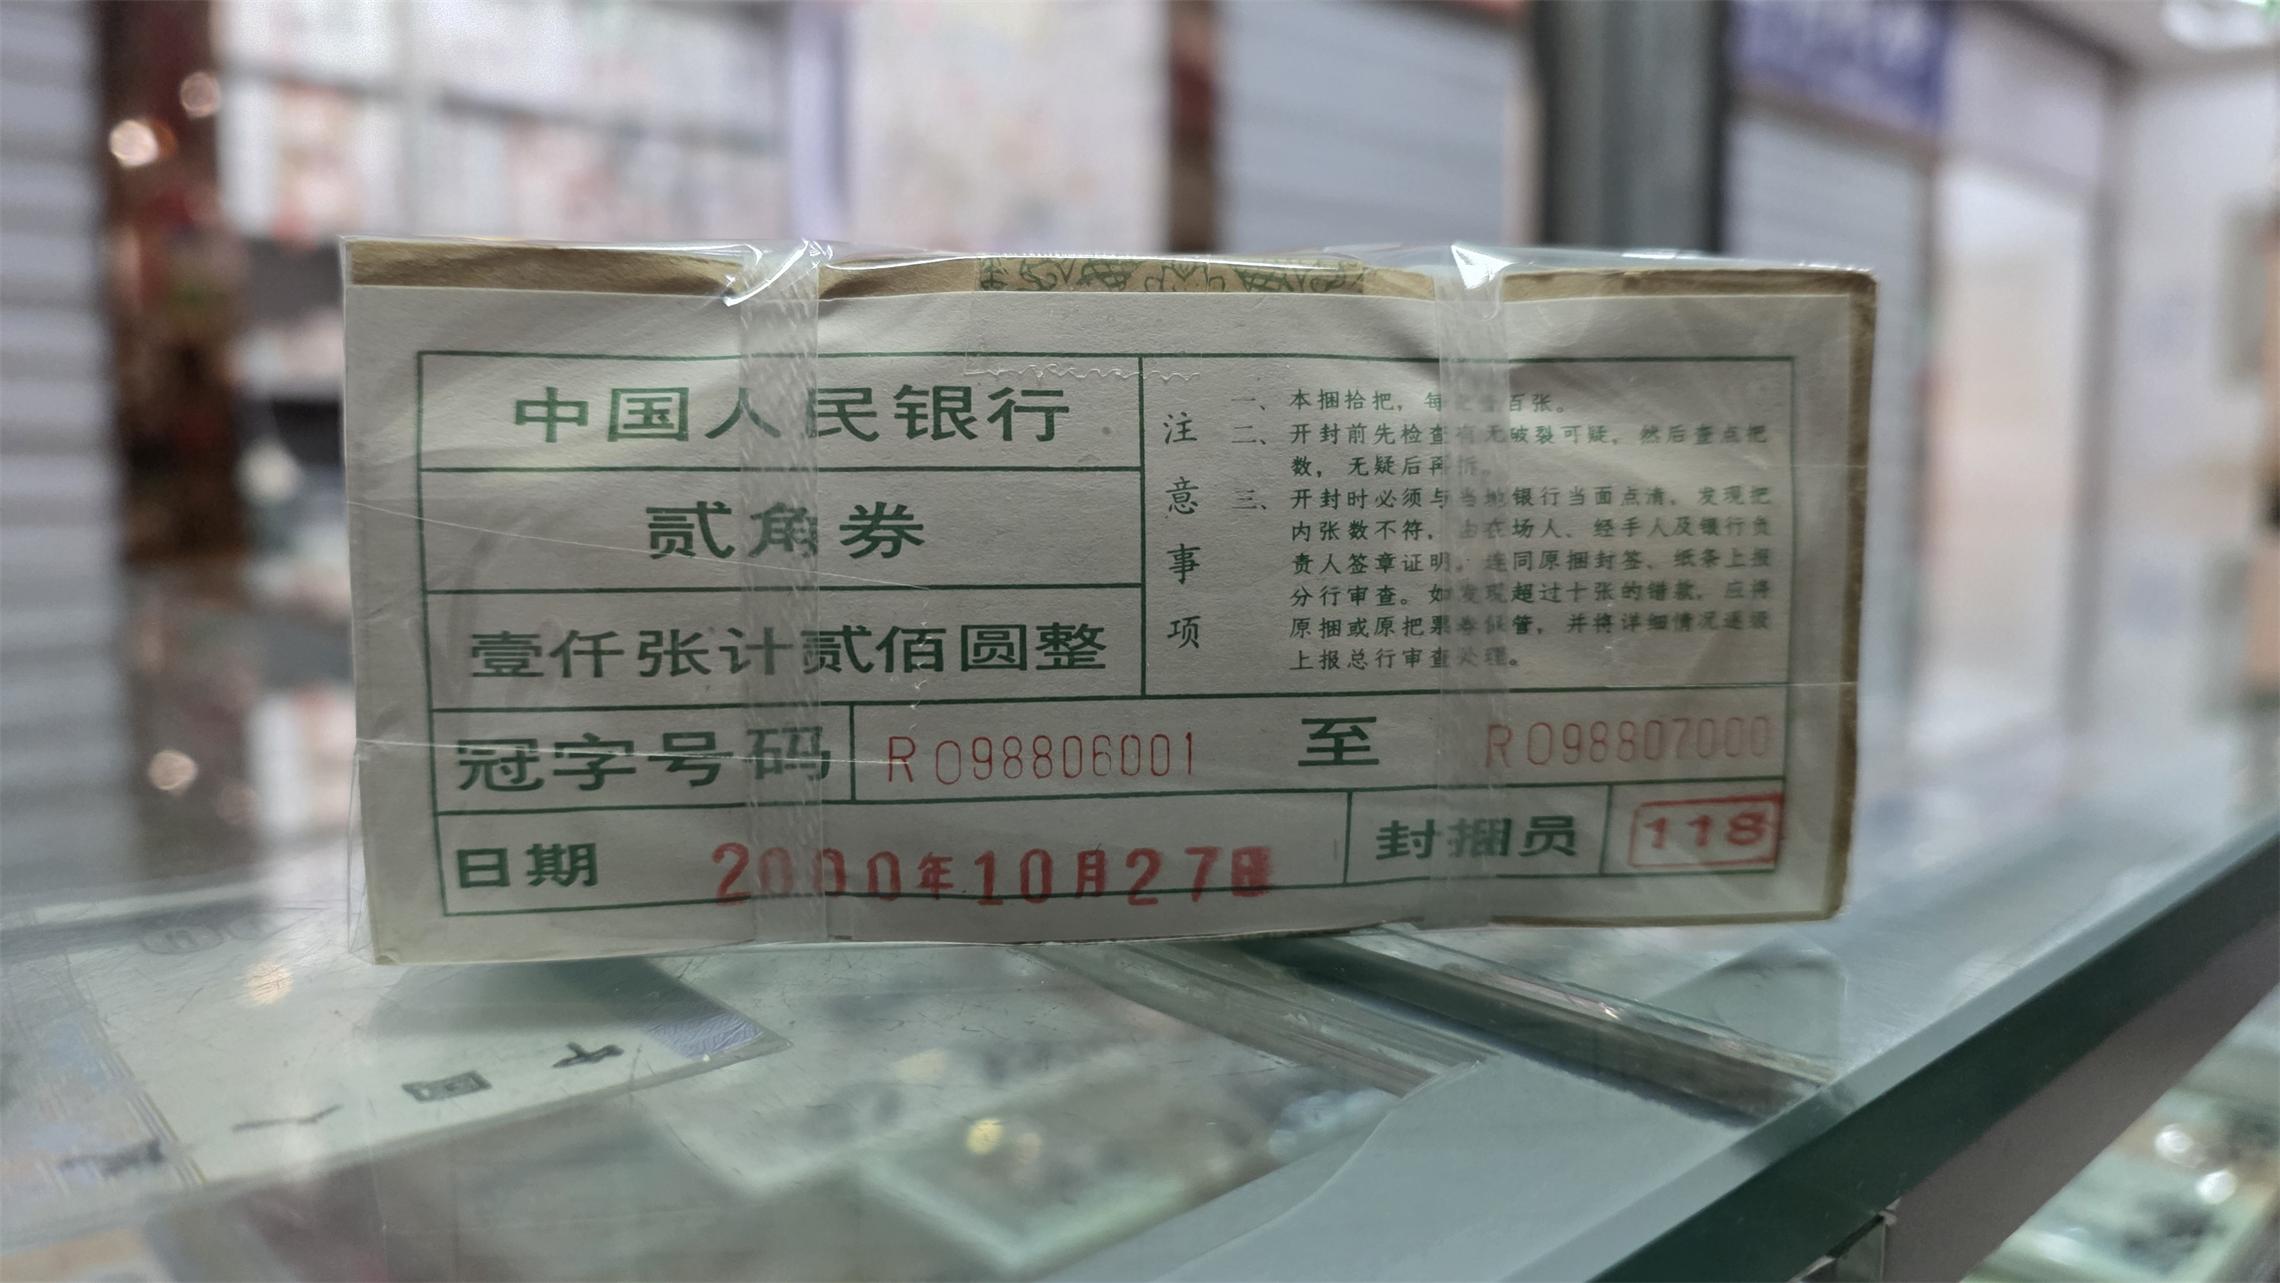 中国人民银行
贰角券
壹仟张计贰佰圆整
注意事项
一、本捆拾把，每 百张。
二、开封前先检查有无破裂可疑，然后查点把
数，无疑后再拆。
三、开封时必须与当地银行当面点清，发现把
内张数不符，由在场人、经手人及银行负
责人签章证明，连同原捆封签、纸条上报
分行审查。如发现超过十张的错款，应将
原捆或原把票券保管，并将详细情况逐级
上报总行审查处理。
冠字号码 RO98806001 至 RO98807000
日期 2000年10月27日 封捆员 118
中国人